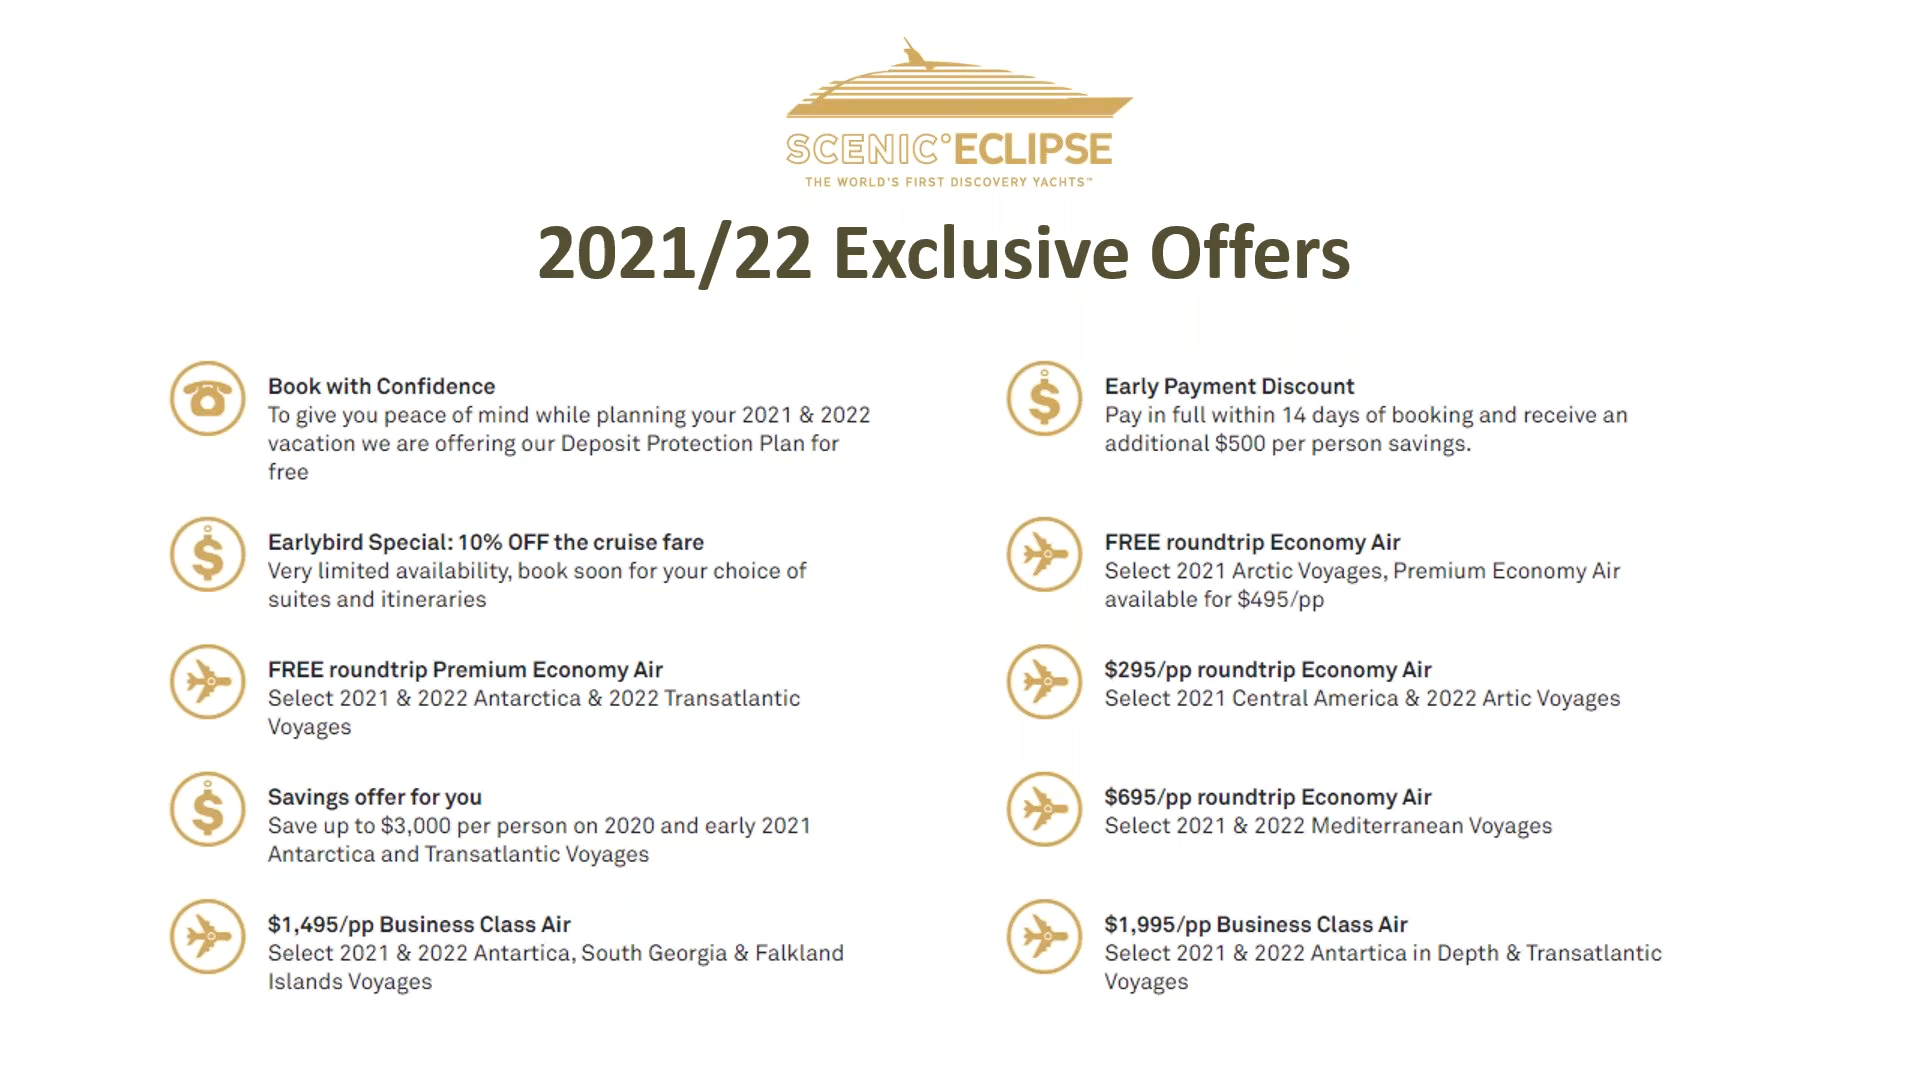 SCENIC°ECLIPSE
THE WORLD'S FIRST DISCOVERY YACHTS™
2021/22 Exclusive Offers
Book with Confidence
To give you peace of mind while planning your 2021 & 2022
vacation we are offering our Deposit Protection Plan for
free
Earlybird Special: 10% OFF the cruise fare
Very limited availability, book soon for your choice of
suites and itineraries
FREE roundtrip Premium Economy Air
Select 2021 & 2022 Antarctica & 2022 Transatlantic
Voyages
Savings offer for you
Save up to $3,000 per person on 2020 and early 2021
Antarctica and Transatlantic Voyages
$1,495/pp Business Class Air
Select 2021 & 2022 Antartica, South Georgia & Falkland
Islands Voyages
Early Payment Discount
Pay in full within 14 days of booking and receive an
additional $500 per person savings.
FREE roundtrip Economy Air
Select 2021 Arctic Voyages, Premium Economy Air
available for $495/pp
$295/pp roundtrip Economy Air
Select 2021 Central America & 2022 Artic Voyages
$695/pp roundtrip Economy Air
Select 2021 & 2022 Mediterranean Voyages
$1,995/pp Business Class Air
Select 2021 & 2022 Antartica in Depth & Transatlantic
Voyages